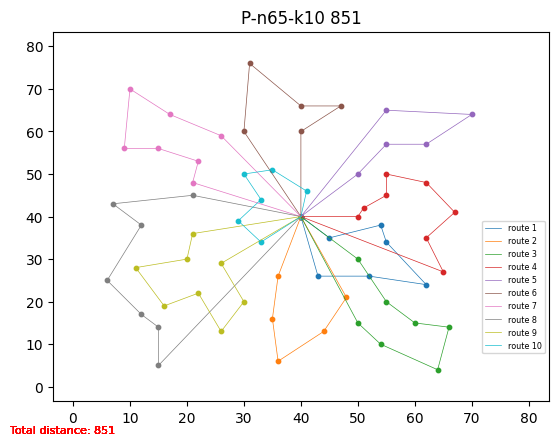 P-n65-k10 851
80
70
60
50
40
30
20
10
0
route 1
route 2
route 3
route 4
route 5
route 6
route 7
route 8
route 9
route 10
0 10 20 30 40 50 60 70 80
Total distance: 851